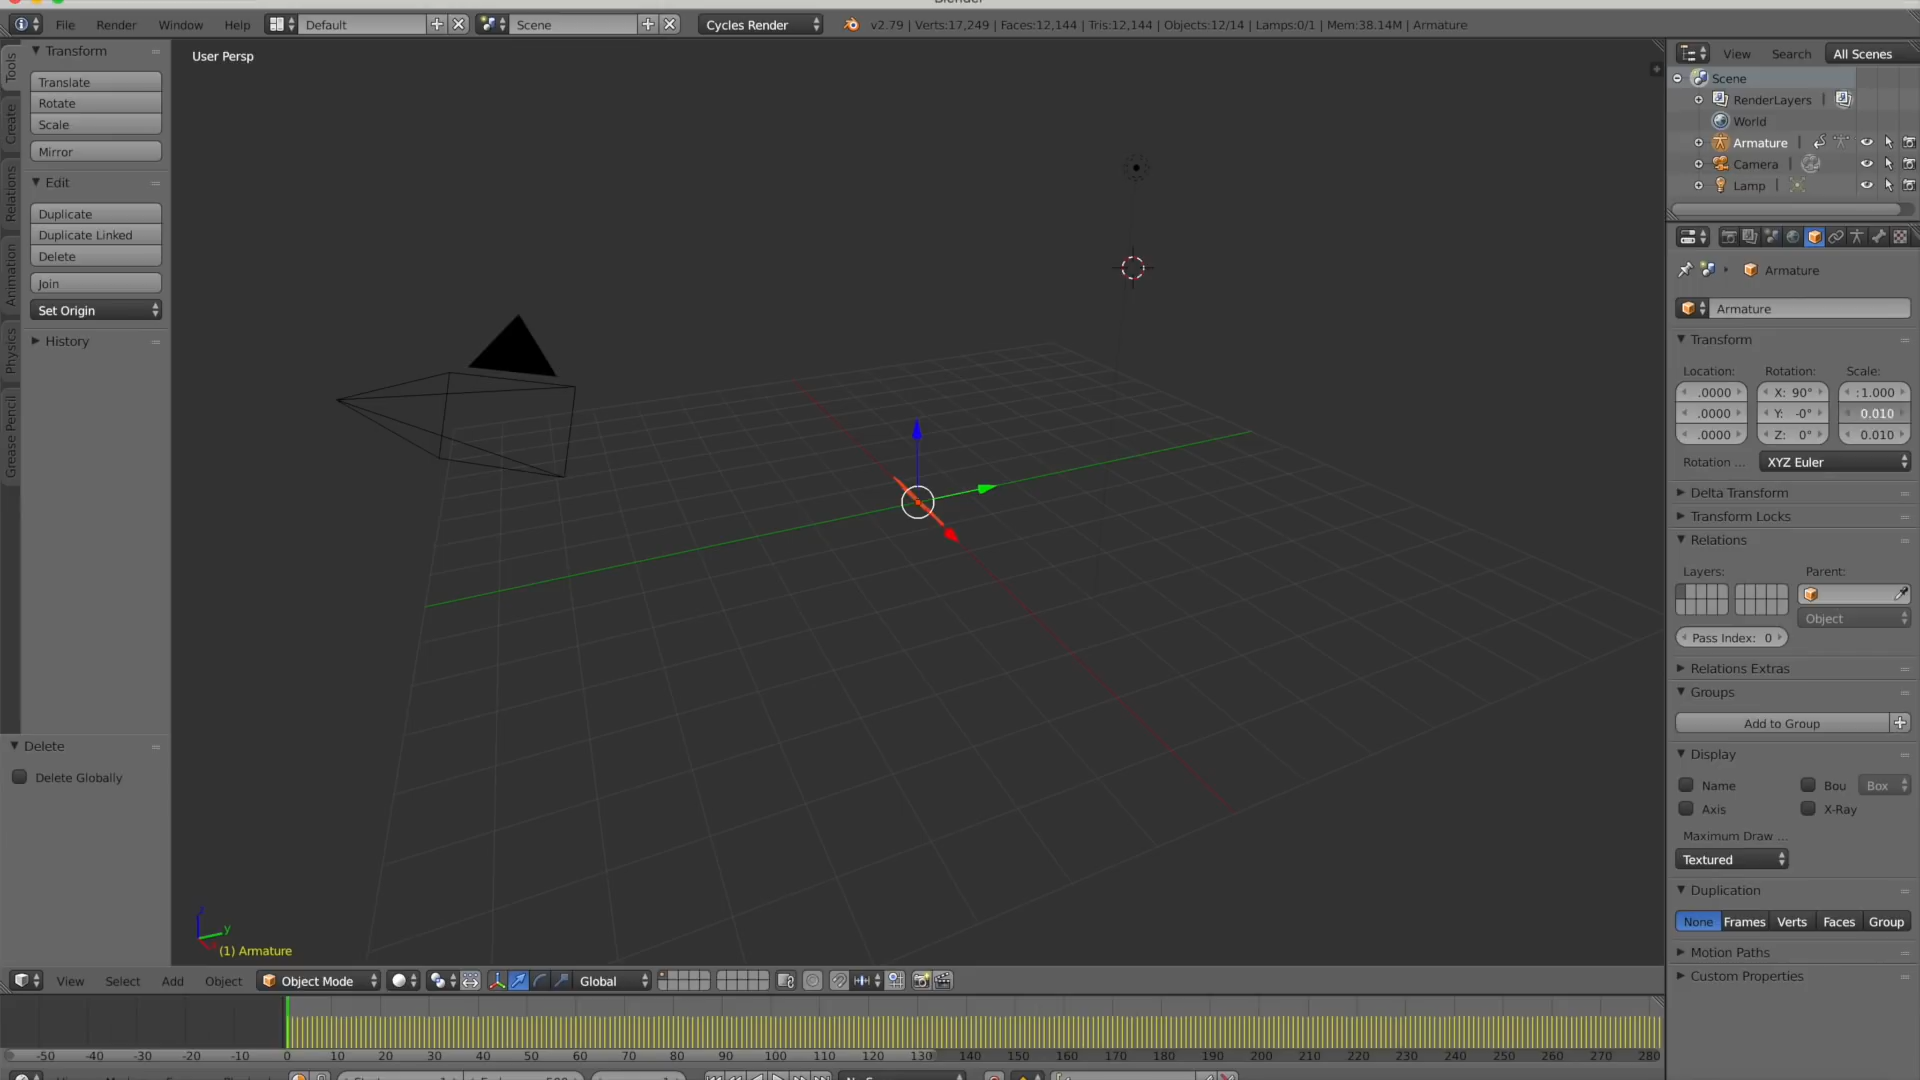 File Render Window Help Default Scene Cycles Render v2.79 | Verts:17,249 | Faces:12,144 | Tris:12,144 | Objects:12/14 | Lamps:0/1 | Mem:38.14M | Armature
Tools
Create
Relations
Animation
Physics
Grease Pencil
Transform
Translate
Rotate
Scale
Mirror
Edit
Duplicate
Duplicate Linked
Delete
Join
Set Origin
History
Delete
Delete Globally
User Persp
y
(1) Armature
View Search All Scenes
Scene
RenderLayers |
World
Armature |
Camera |
Lamp |
Armature
Armature
Transform
Location: Rotation: Scale:
.0000 X: 90° :1.000
.0000 Y: -0° 0.010
.0000 Z: 0° 0.010
Rotation ... XYZ Euler
Delta Transform
Transform Locks
Relations
Layers: Parent:
Object
Pass Index: 0
Relations Extras
Groups
Add to Group
Display
Name Bou Box
Axis X-Ray
Maximum Draw ...
Textured
Duplication
None Frames Verts Faces Group
Motion Paths
Custom Properties
View Select Add Object Object Mode Global
-50 -40 -30 -20 -10 0 10 20 30 40 50 60 70 80 90 100 110 120 130 140 150 160 170 180 190 200 210 220 230 240 250 260 270 280